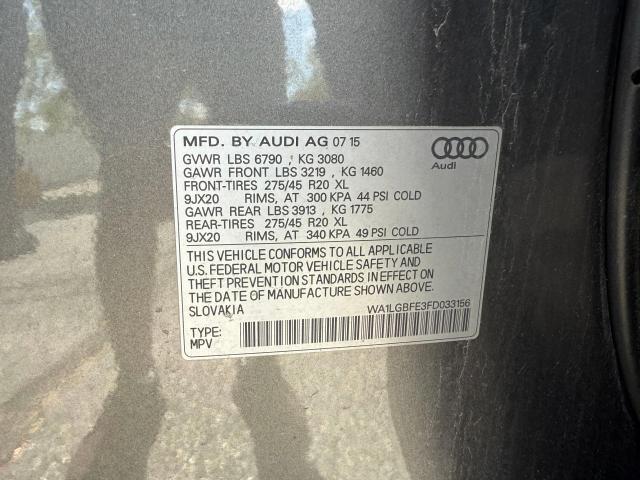 MFD. BY AUDI AG 07 15
GVWR LBS 6790 , KG 3080
GAWR FRONT LBS 3219 , KG 1460
FRONT-TIRES 275/45 R20 XL
9JX20 RIMS, AT 300 KPA 44 PSI COLD
GAWR REAR LBS 3913 , KG 1775
REAR-TIRES 275/45 R20 XL
9JX20 RIMS, AT 340 KPA 49 PSI COLD
Audi
THIS VEHICLE CONFORMS TO ALL APPLICABLE
U.S. FEDERAL MOTOR VEHICLE SAFETY AND
THEFT PREVENTION STANDARDS IN EFFECT ON
THE DATE OF MANUFACTURE SHOWN ABOVE.
SLOVAKIA WA1LGBFE3FD033156
TYPE:
MPV